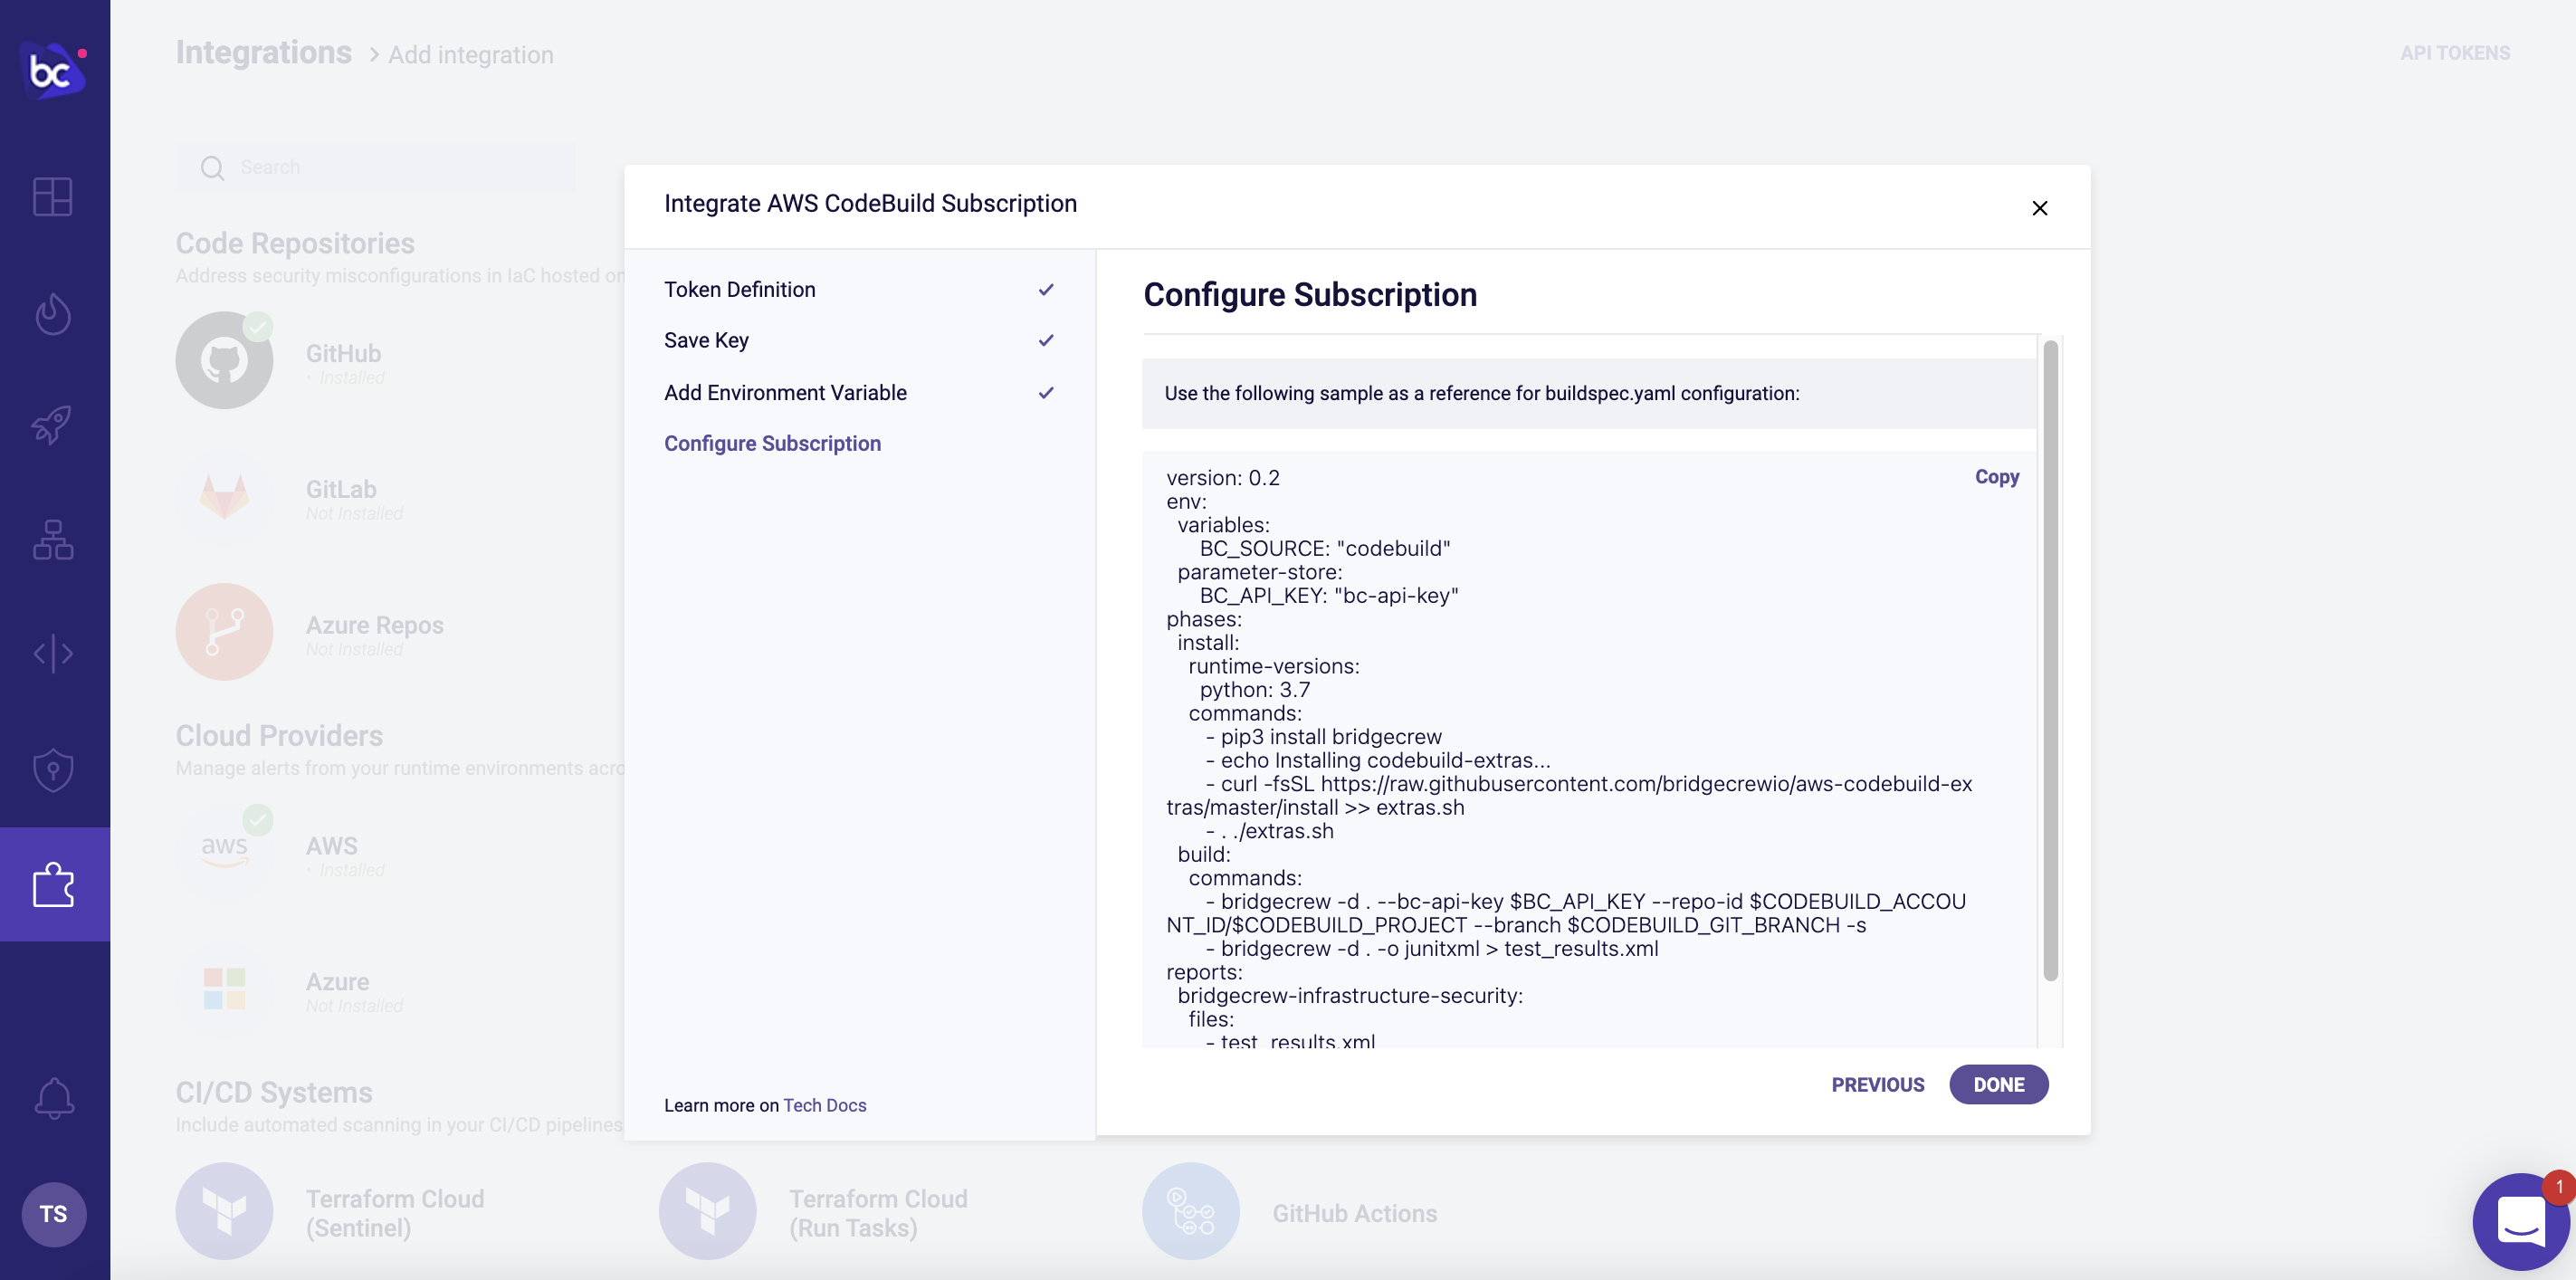 bc
Integrations > Add integration
API TOKENS
Search
Code Repositories
Address security misconfigurations in IaC hosted on
GitHub
• Installed
GitLab
Not Installed
Azure Repos
Not Installed
Cloud Providers
Manage alerts from your runtime environments acro
aws
AWS
• Installed
Azure
Not Installed
CI/CD Systems
Include automated scanning in your CI/CD pipelines
Terraform Cloud
(Sentinel)
Terraform Cloud
(Run Tasks)
GitHub Actions
TS
1
Integrate AWS CodeBuild Subscription
Token Definition
Save Key
Add Environment Variable
Configure Subscription
Learn more on Tech Docs
Configure Subscription
Use the following sample as a reference for buildspec.yaml configuration:
Copy
version: 0.2
env:
  variables:
      BC_SOURCE: "codebuild"
  parameter-store:
      BC_API_KEY: "bc-api-key"
phases:
  install:
    runtime-versions:
      python: 3.7
    commands:
       - pip3 install bridgecrew
       - echo Installing codebuild-extras...
       - curl -fsSL https://raw.githubusercontent.com/bridgecrewio/aws-codebuild-ex
tras/master/install >> extras.sh
       - . ./extras.sh
  build:
    commands:
       - bridgecrew -d . --bc-api-key $BC_API_KEY --repo-id $CODEBUILD_ACCOU
NT_ID/$CODEBUILD_PROJECT --branch $CODEBUILD_GIT_BRANCH -s
       - bridgecrew -d . -o junitxml > test_results.xml
reports:
  bridgecrew-infrastructure-security:
    files:
       - test_results.xml
PREVIOUS
DONE